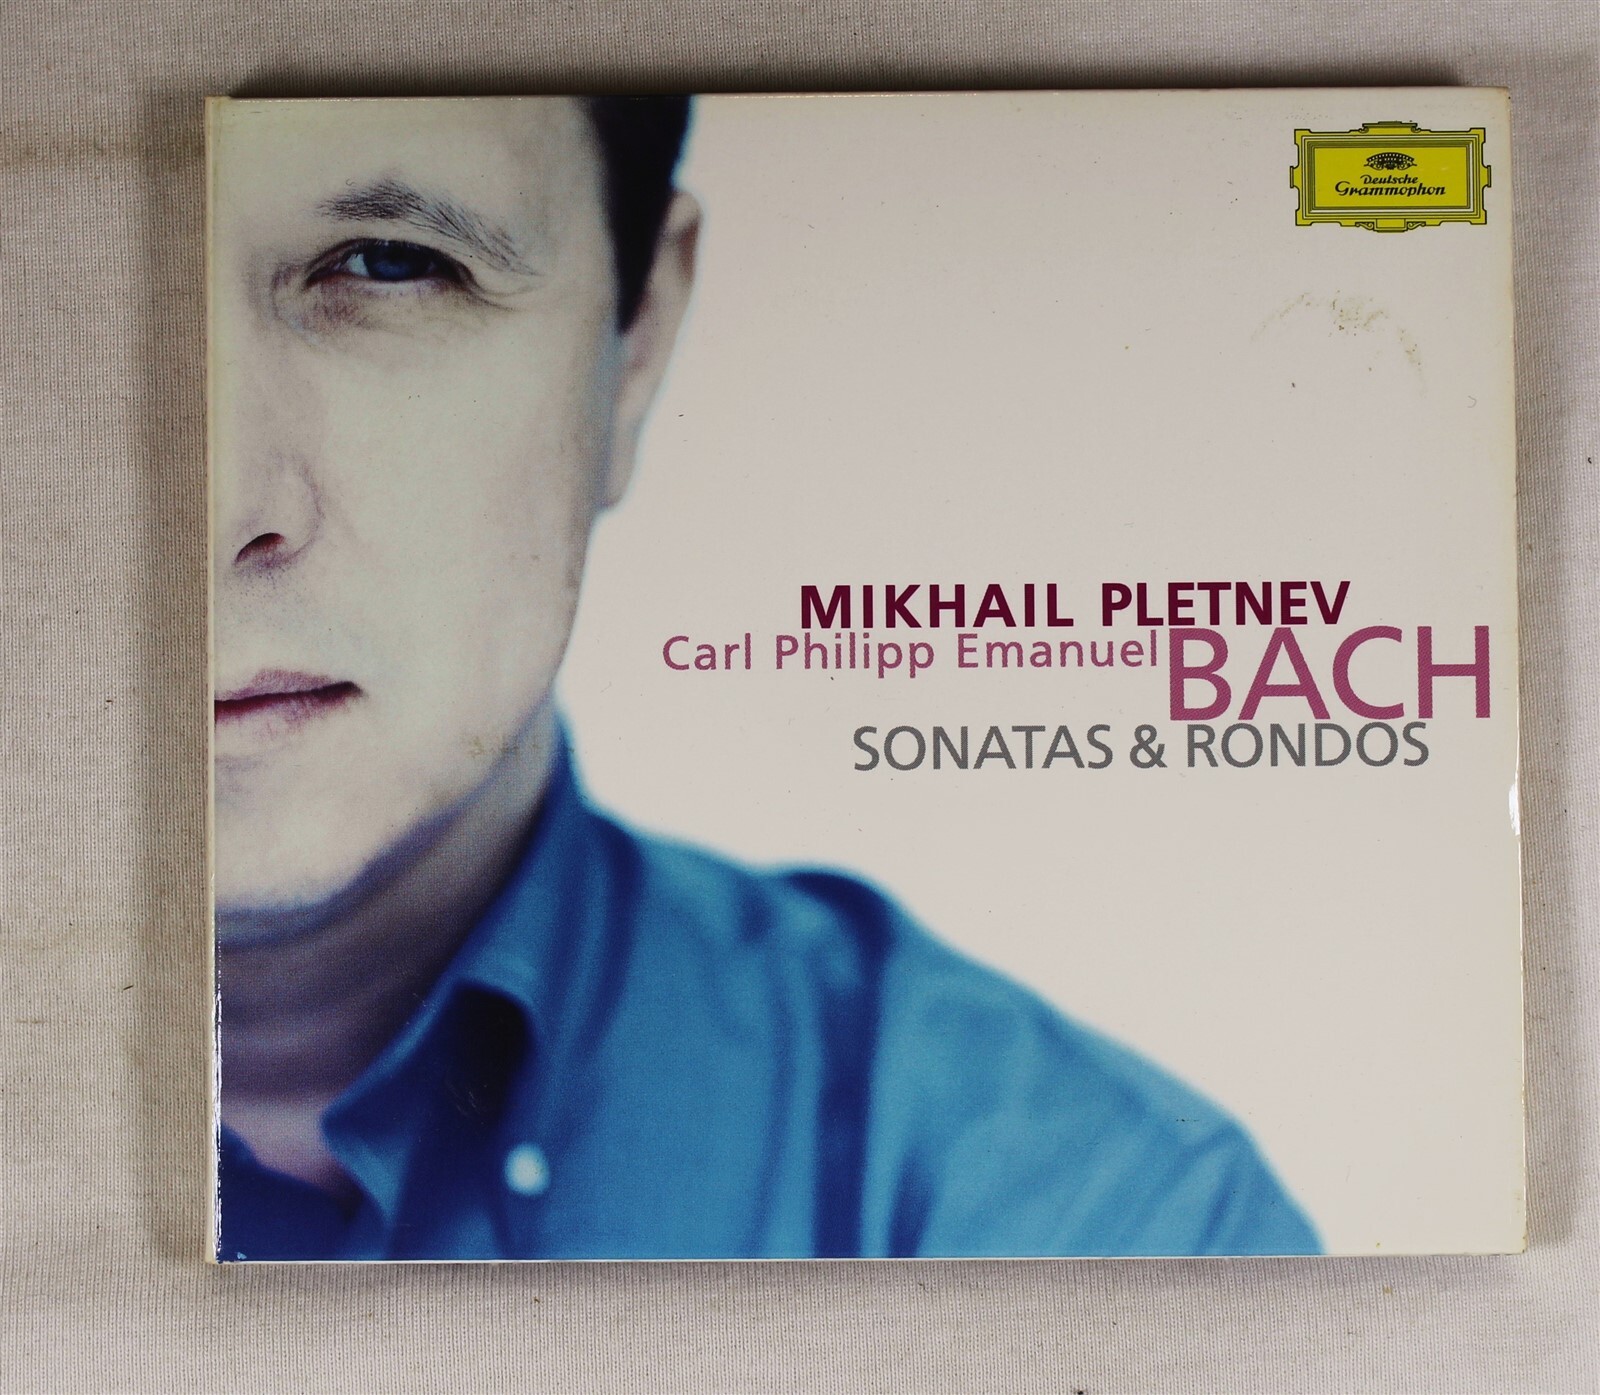 Deutsche
Grammophon
MIKHAIL PLETNEV
Carl Philipp Emanuel BACH
SONATAS & RONDOS